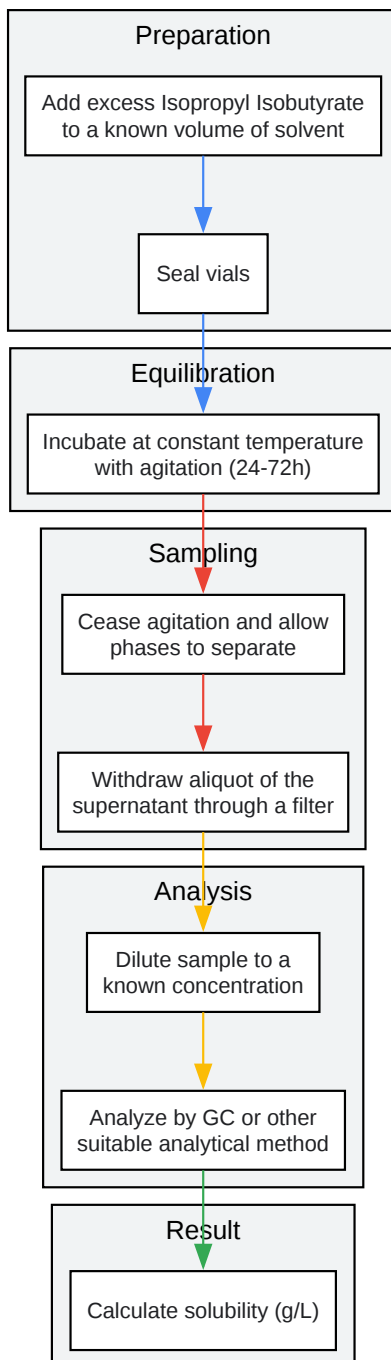 Preparation
Add excess Isopropyl Isobutyrate
to a known volume of solvent
Seal vials
Equilibration
Incubate at constant temperature
with agitation (24-72h)
Sampling
Cease agitation and allow
phases to separate
Withdraw aliquot of the
supernatant through a filter
Analysis
Dilute sample to a
known concentration
Analyze by GC or other
suitable analytical method
Result
Calculate solubility (g/L)